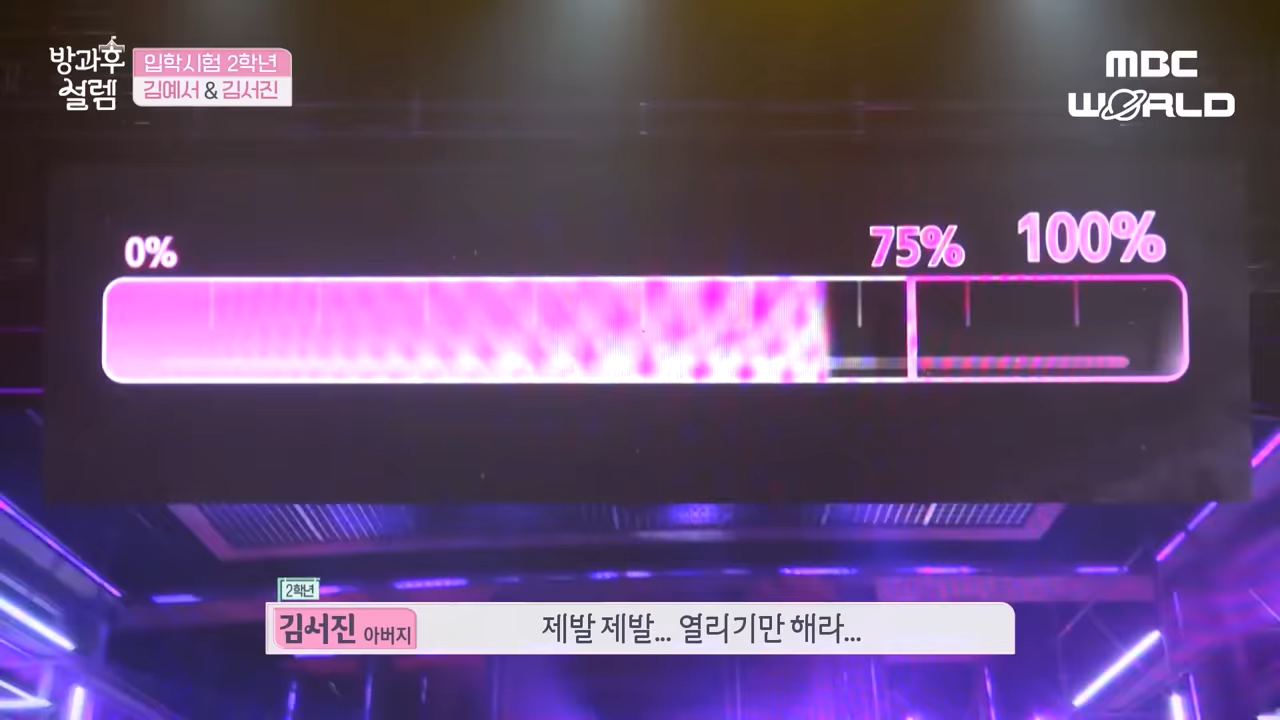 방과후
설렘
입학시험 2학년
김예서 & 김서진
MBC
WORLD
0%
75%
100%
2학년
김서진 아버지
제발 제발... 열리기만 해라...